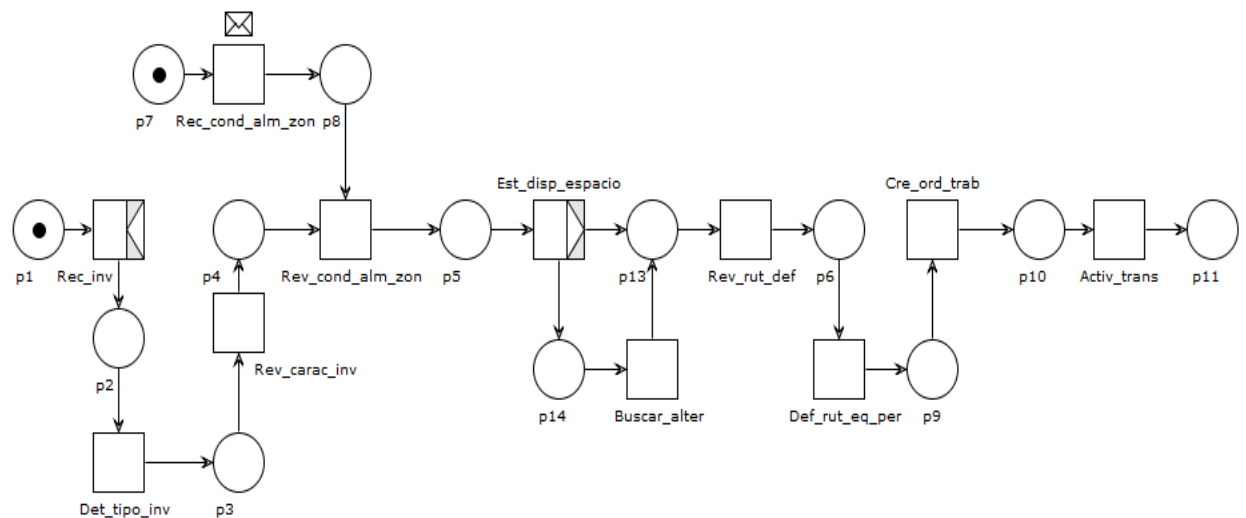 p7
Rec_cond_alm_zon
p8
Est_disp_espacio
Cre_ord_trab
p1
Rec_inv
p4
Rev_cond_alm_zon
p5
p13
Rev_rut_def
p6
p10
Activ_trans
p11
Rev_carac_inv
p2
p14
Buscar_alter
Def_rut_eq_per
p9
Det_tipo_inv
p3